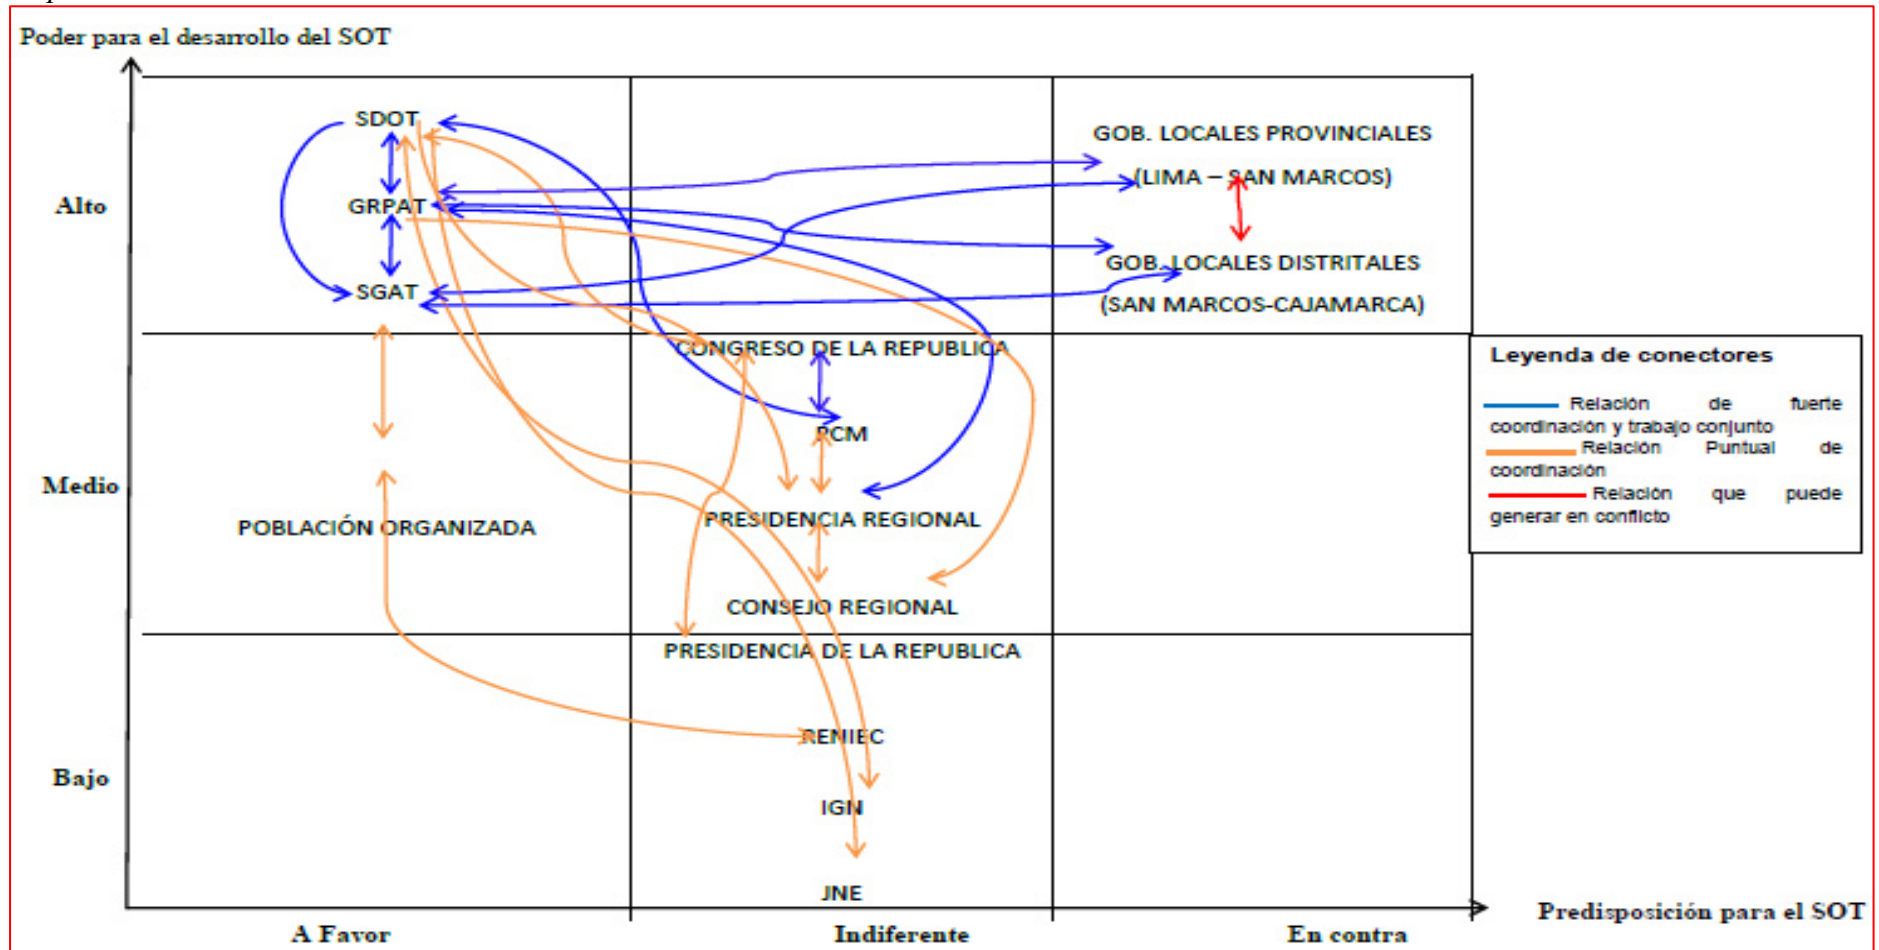 Poder para el desarrollo del SOT
SDOT
GOB. LOCALES PROVINCIALES
(LIMA – SAN MARCOS)
Alto
GRPAT
GOB. LOCALES DISTRITALES
SGAT
(SAN MARCOS-CAJAMARCA)
CONGRESO DE LA REPUBLICA
Leyenda de conectores
Relación de fuerte
coordinación y trabajo conjunto
Relación Puntual de
coordinación
Relación que puede
generar en conflicto
PCM
Medio
PRESIDENCIA REGIONAL
POBLACIÓN ORGANIZADA
CONSEJO REGIONAL
PRESIDENCIA DE LA REPUBLICA
RENIEC
Bajo
IGN
JNE
Predisposición para el SOT
A Favor
Indiferente
En contra